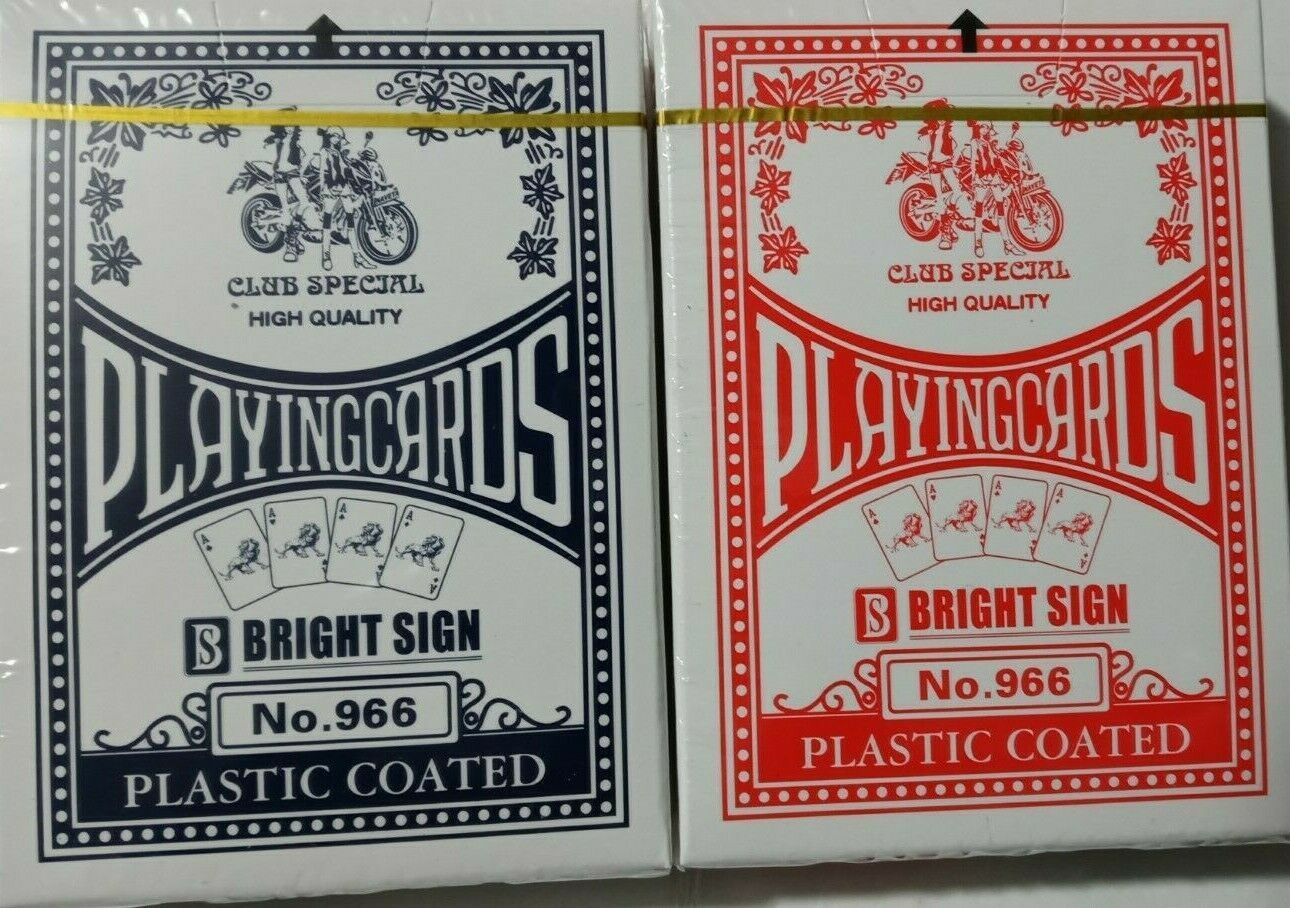 CLUB SPECIAL
HIGH QUALITY
PLAYINGCARDS
A
A
A
A
A
BS BRIGHT SIGN
No.966
PLASTIC COATED
CLUB SPECIAL
HIGH QUALITY
PLAYINGCARDS
A
A
A
A
A
BS BRIGHT SIGN
No.966
PLASTIC COATED